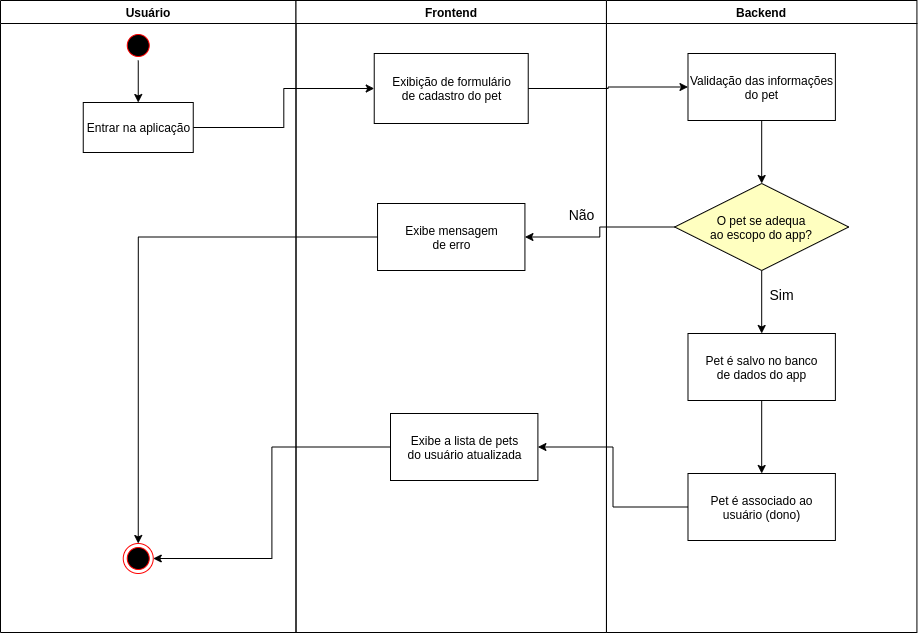 Usuário
Frontend
Backend
Entrar na aplicação
Exibição de formulário
de cadastro do pet
Validação das informações
do pet
O pet se adequa
ao escopo do app?
Não
Exibe mensagem
de erro
Sim
Pet é salvo no banco
de dados do app
Pet é associado ao
usuário (dono)
Exibe a lista de pets
do usuário atualizada